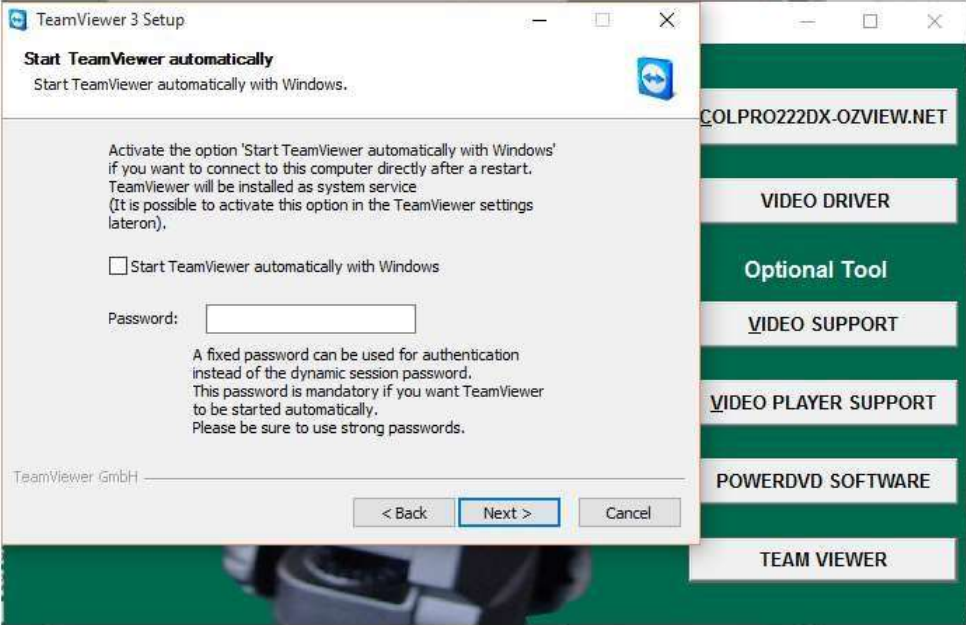 TeamViewer 3 Setup
Start TeamViewer automatically
Start TeamViewer automatically with Windows.
Activate the option 'Start TeamViewer automatically with Windows'
if you want to connect to this computer directly after a restart.
TeamViewer will be installed as system service
(It is possible to activate this option in the TeamViewer settings
lateron).
Start TeamViewer automatically with Windows
Password:
A fixed password can be used for authentication
instead of the dynamic session password.
This password is mandatory if you want TeamViewer
to be started automatically.
Please be sure to use strong passwords.
TeamViewer GmbH
< Back
Next >
Cancel
COLPRO222DX-OZVIEW.NET
VIDEO DRIVER
Optional Tool
VIDEO SUPPORT
VIDEO PLAYER SUPPORT
POWERDVD SOFTWARE
TEAM VIEWER